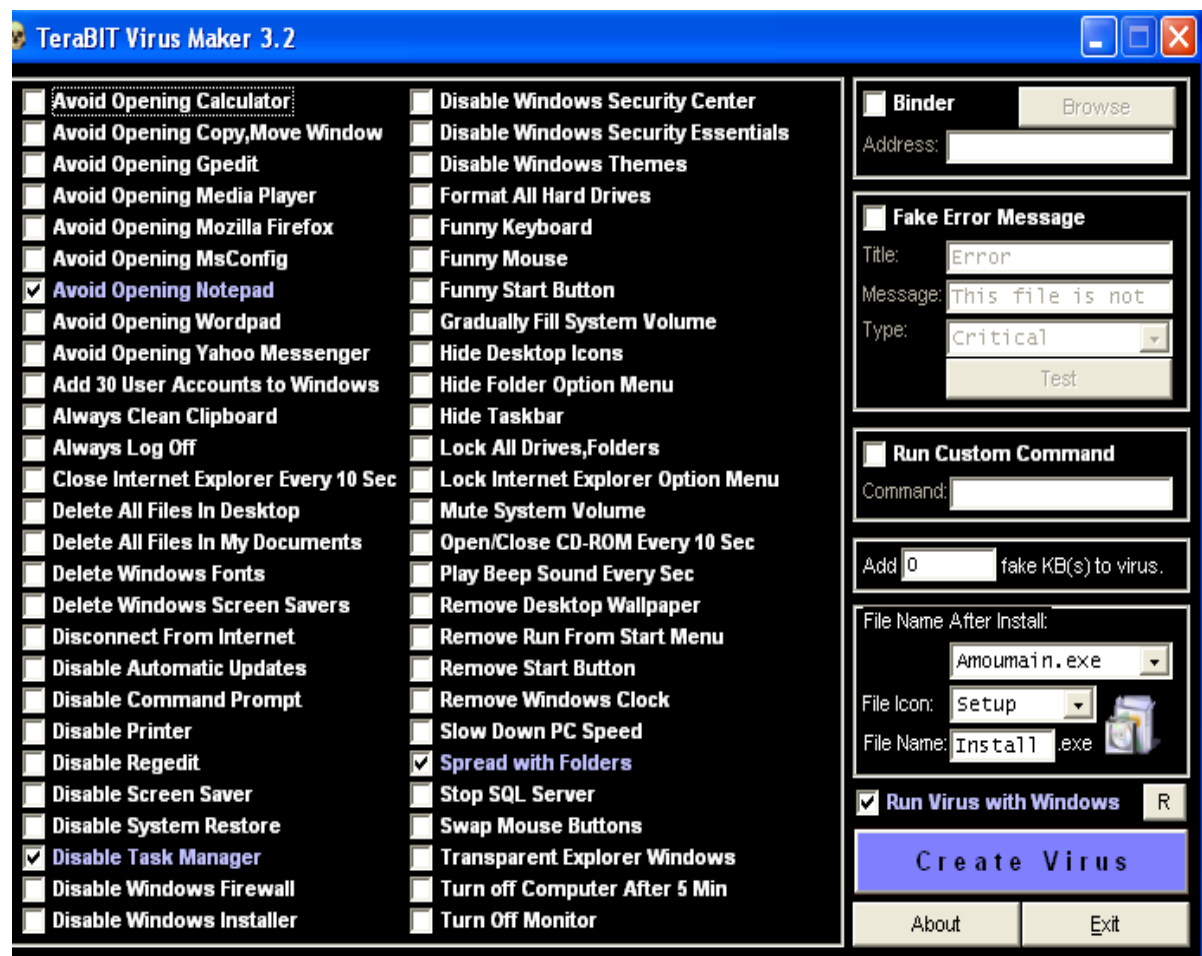 TeraBIT Virus Maker 3.2
Avoid Opening Calculator
Avoid Opening Copy,Move Window
Avoid Opening Gpedit
Avoid Opening Media Player
Avoid Opening Mozilla Firefox
Avoid Opening MsConfig
Avoid Opening Notepad
Avoid Opening Wordpad
Avoid Opening Yahoo Messenger
Add 30 User Accounts to Windows
Always Clean Clipboard
Always Log Off
Close Internet Explorer Every 10 Sec
Delete All Files In Desktop
Delete All Files In My Documents
Delete Windows Fonts
Delete Windows Screen Savers
Disconnect From Internet
Disable Automatic Updates
Disable Command Prompt
Disable Printer
Disable Regedit
Disable Screen Saver
Disable System Restore
Disable Task Manager
Disable Windows Firewall
Disable Windows Installer
Disable Windows Security Center
Disable Windows Security Essentials
Disable Windows Themes
Format All Hard Drives
Funny Keyboard
Funny Mouse
Funny Start Button
Gradually Fill System Volume
Hide Desktop Icons
Hide Folder Option Menu
Hide Taskbar
Lock All Drives,Folders
Lock Internet Explorer Option Menu
Mute System Volume
Open/Close CD-ROM Every 10 Sec
Play Beep Sound Every Sec
Remove Desktop Wallpaper
Remove Run From Start Menu
Remove Start Button
Remove Windows Clock
Slow Down PC Speed
Spread with Folders
Stop SQL Server
Swap Mouse Buttons
Transparent Explorer Windows
Turn off Computer After 5 Min
Turn Off Monitor
Binder Browse
Address:
Fake Error Message
Title: Error
Message: This file is not
Type: Critical
Test
Run Custom Command
Command:
Add 0 fake KB(s) to virus.
File Name After Install:
Amoumain.exe
File Icon: Setup
File Name: Install .exe
Run Virus with Windows R
Create Virus
About Exit